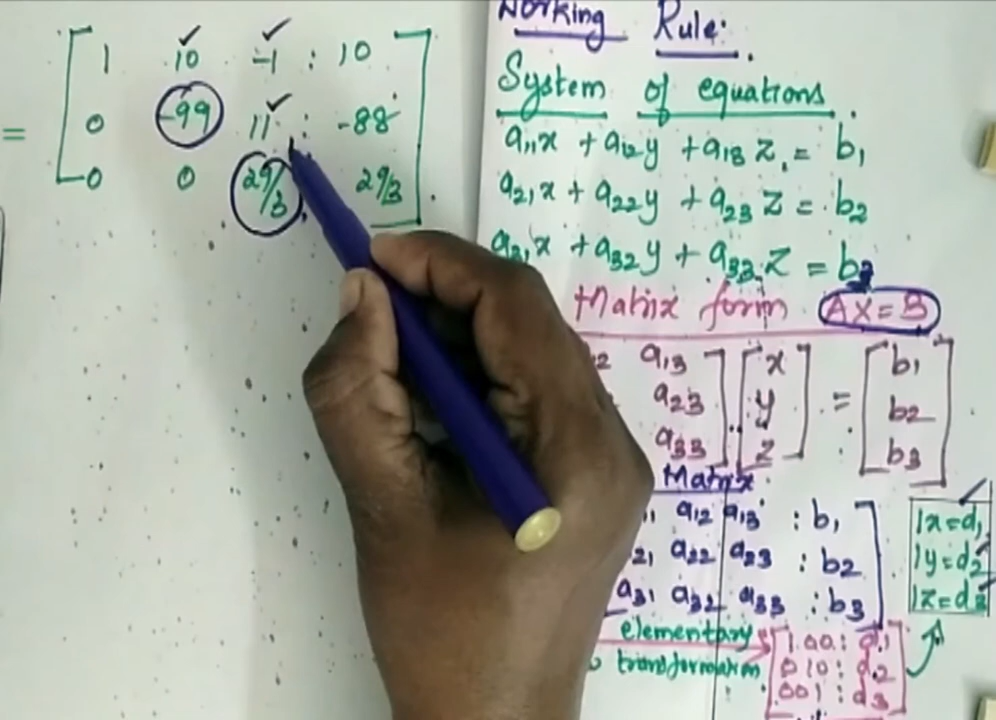 1 10 -1 : 10
= 0 -99 11 : -88
0 0 29/3 : 29/3
Working Rule:
System of equations
a11x + a12y + a13z = b1
a21x + a22y + a23z = b2
a31x + a32y + a33z = b3
Matrix form AX=B
a13 x b1
a23 y = b2
a33 z b3
Matrix
a12 a13 : b1
a22 a23 : b2
a31 a32 a33 : b3
1x=d1
1y=d2
1z=d3
elementary
transformation
1 0 0 : d1
0 1 0 : d2
0 0 1 : d3